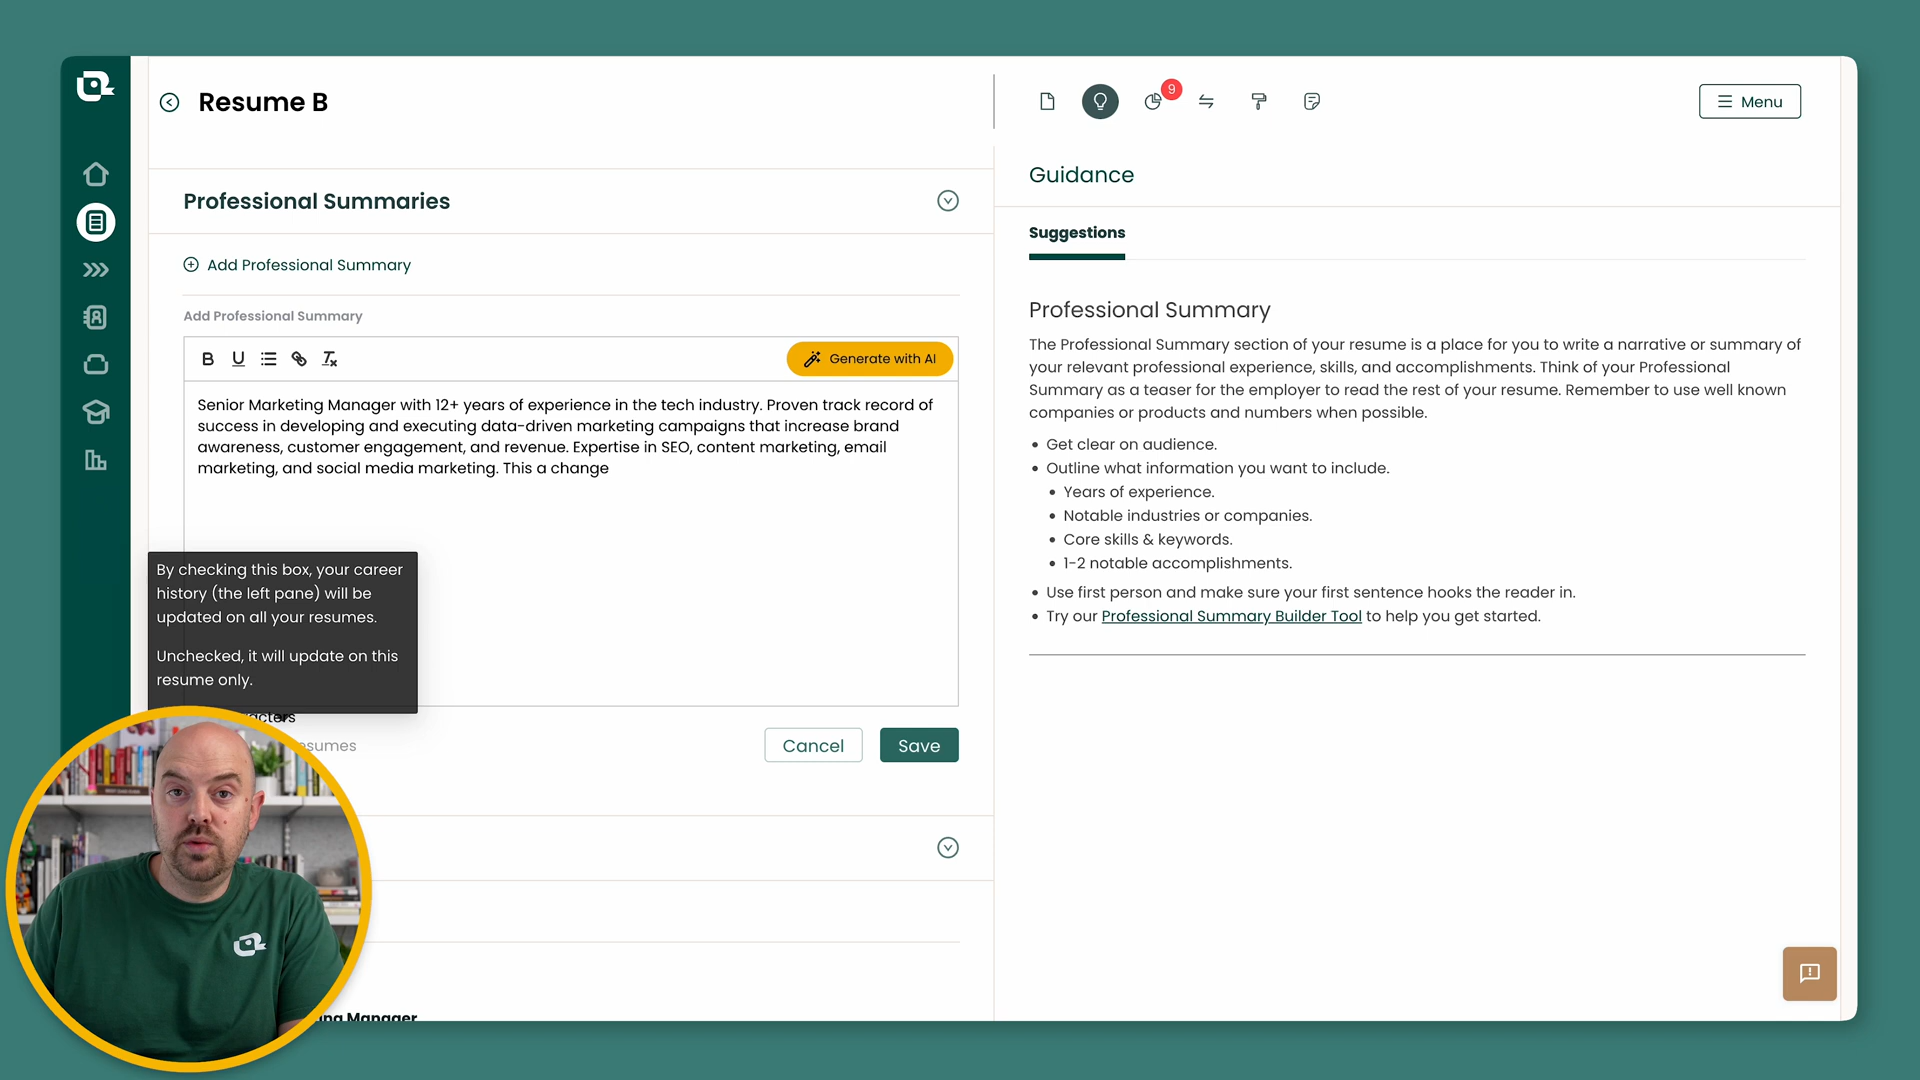 Resume B
9
Menu
Professional Summaries
Add Professional Summary
Add Professional Summary
Generate with AI
Senior Marketing Manager with 12+ years of experience in the tech industry. Proven track record of
success in developing and executing data-driven marketing campaigns that increase brand
awareness, customer engagement, and revenue. Expertise in SEO, content marketing, email
marketing, and social media marketing. This a change
By checking this box, your career
history (the left pane) will be
updated on all your resumes.
Unchecked, it will update on this
resume only.
Cancel
Save
Manager
Guidance
Suggestions
Professional Summary
The Professional Summary section of your resume is a place for you to write a narrative or summary of
your relevant professional experience, skills, and accomplishments. Think of your Professional
Summary as a teaser for the employer to read the rest of your resume. Remember to use well known
companies or products and numbers when possible.
• Get clear on audience.
• Outline what information you want to include.
• Years of experience.
• Notable industries or companies.
• Core skills & keywords.
• 1-2 notable accomplishments.
• Use first person and make sure your first sentence hooks the reader in.
• Try our Professional Summary Builder Tool to help you get started.